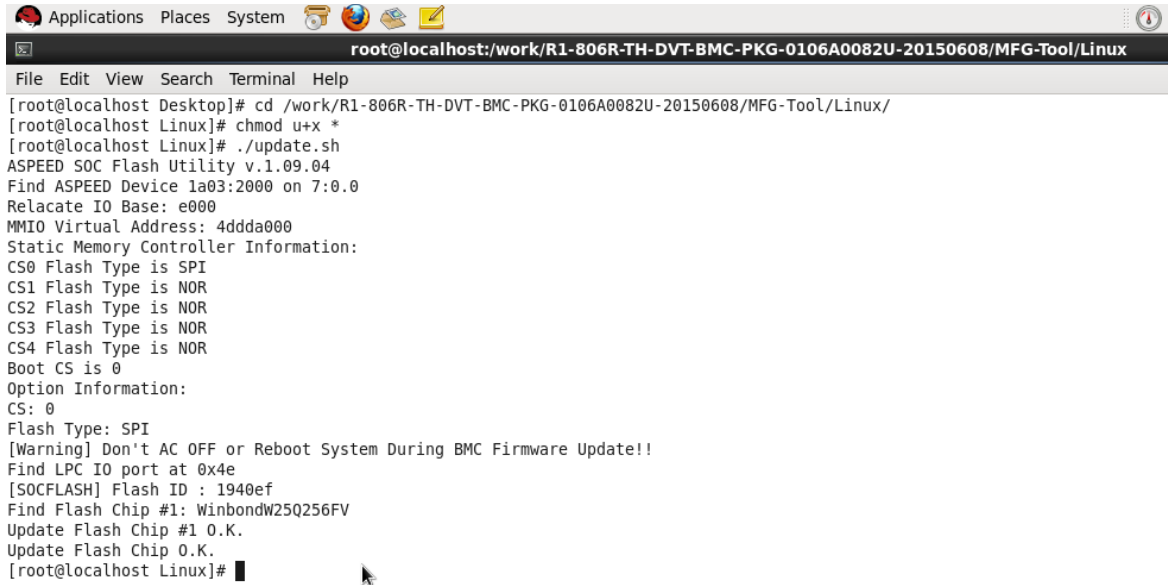 Applications Places System
root@localhost:/work/R1-806R-TH-DVT-BMC-PKG-0106A0082U-20150608/MFG-Tool/Linux
File Edit View Search Terminal Help
[root@localhost Desktop]# cd /work/R1-806R-TH-DVT-BMC-PKG-0106A0082U-20150608/MFG-Tool/Linux/
[root@localhost Linux]# chmod u+x *
[root@localhost Linux]# ./update.sh
ASPEED SOC Flash Utility v.1.09.04
Find ASPEED Device 1a03:2000 on 7:0.0
Relacate IO Base: e000
MMIO Virtual Address: 4ddda000
Static Memory Controller Information:
CS0 Flash Type is SPI
CS1 Flash Type is NOR
CS2 Flash Type is NOR
CS3 Flash Type is NOR
CS4 Flash Type is NOR
Boot CS is 0
Option Information:
CS: 0
Flash Type: SPI
[Warning] Don't AC OFF or Reboot System During BMC Firmware Update!!
Find LPC IO port at 0x4e
[SOCFLASH] Flash ID : 1940ef
Find Flash Chip #1: WinbondW25Q256FV
Update Flash Chip #1 O.K.
Update Flash Chip O.K.
[root@localhost Linux]#